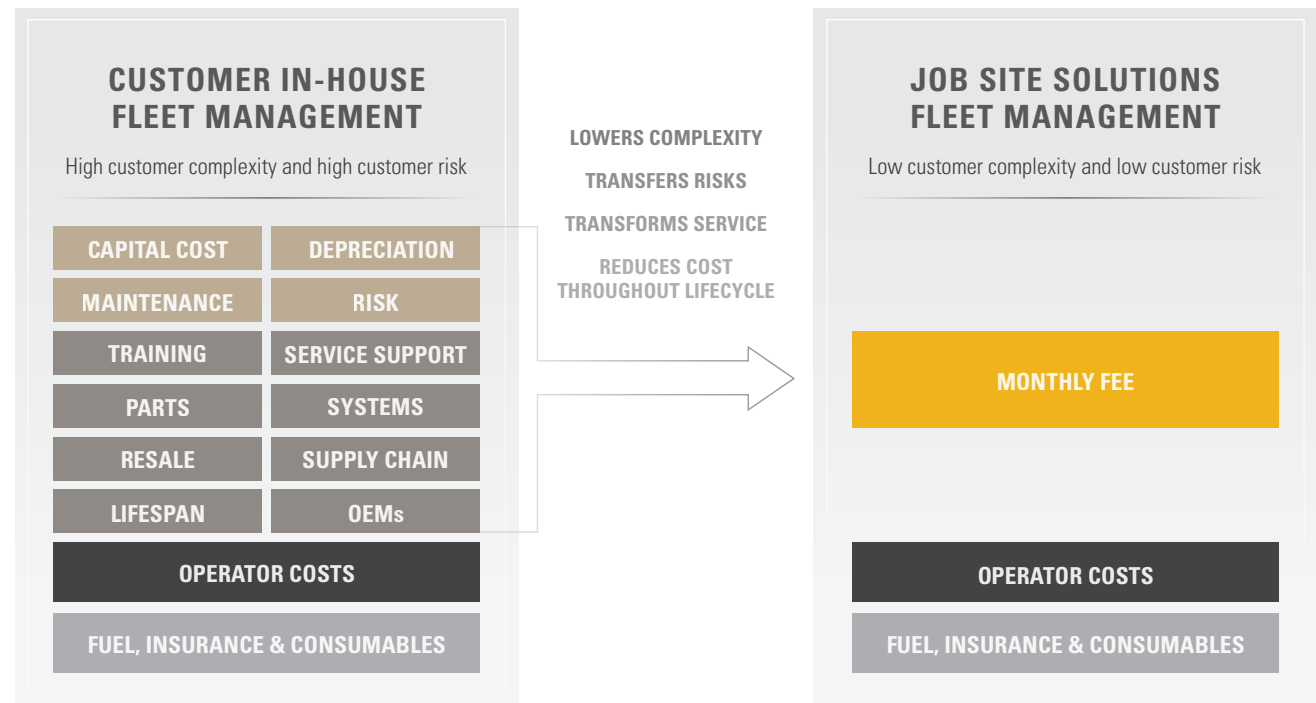 CUSTOMER IN-HOUSE
FLEET MANAGEMENT
High customer complexity and high customer risk
CAPITAL COST
DEPRECIATION
MAINTENANCE
RISK
TRAINING
SERVICE SUPPORT
PARTS
SYSTEMS
RESALE
SUPPLY CHAIN
LIFESPAN
OEMs
OPERATOR COSTS
FUEL, INSURANCE & CONSUMABLES
LOWERS COMPLEXITY
TRANSFERS RISKS
TRANSFORMS SERVICE
REDUCES COST
THROUGHOUT LIFECYCLE
JOB SITE SOLUTIONS
FLEET MANAGEMENT
Low customer complexity and low customer risk
MONTHLY FEE
OPERATOR COSTS
FUEL, INSURANCE & CONSUMABLES